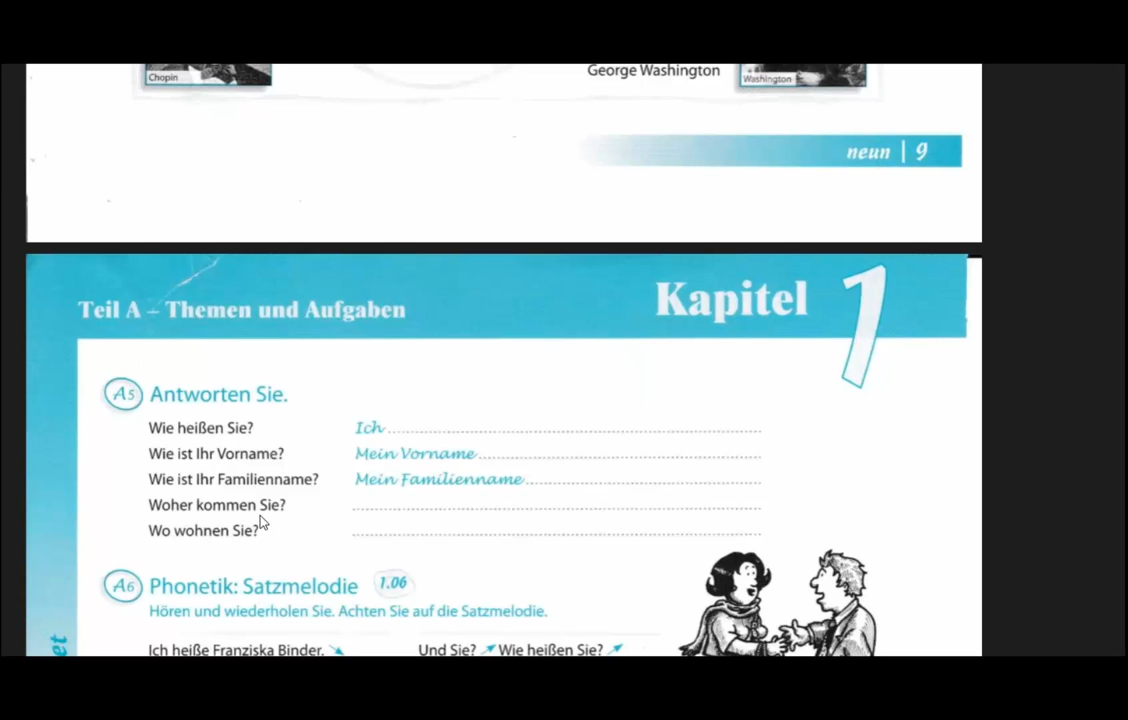 Chopin
George Washington
Washington
neun | 9
Teil A – Themen und Aufgaben
Kapitel 1
A5 Antworten Sie.
Wie heißen Sie? Ich
Wie ist Ihr Vorname? Mein Vorname
Wie ist Ihr Familienname? Mein Familienname
Woher kommen Sie?
Wo wohnen Sie?
A6 Phonetik: Satzmelodie 1.06
Hören und wiederholen Sie. Achten Sie auf die Satzmelodie.
Ich heiße Franziska Binder. Und Sie? Wie heißen Sie?
et